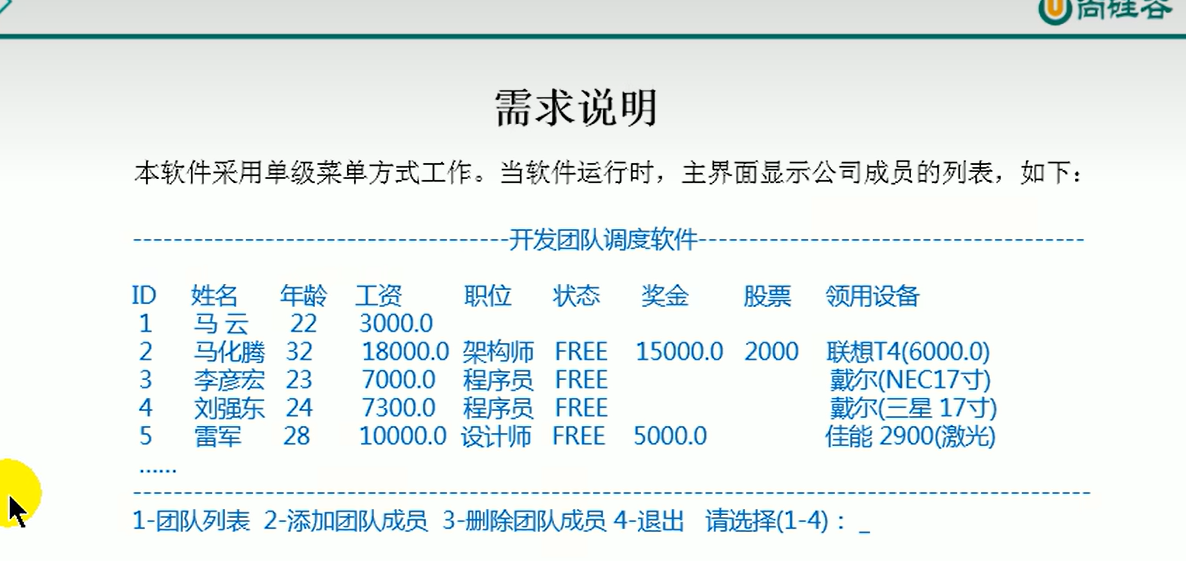 尚硅谷
需求说明
本软件采用单级菜单方式工作。当软件运行时，主界面显示公司成员的列表，如下：
-------------------------------------开发团队调度软件--------------------------------------
ID 姓名 年龄 工资 职位 状态 奖金 股票 领用设备
1 马 云 22 3000.0
2 马化腾 32 18000.0 架构师 FREE 15000.0 2000 联想T4(6000.0)
3 李彦宏 23 7000.0 程序员 FREE 戴尔(NEC17寸)
4 刘强东 24 7300.0 程序员 FREE 戴尔(三星 17寸)
5 雷军 28 10000.0 设计师 FREE 5000.0 佳能 2900(激光)
......
----------------------------------------------------------------------------------------------
1-团队列表 2-添加团队成员 3-删除团队成员 4-退出 请选择(1-4)：_